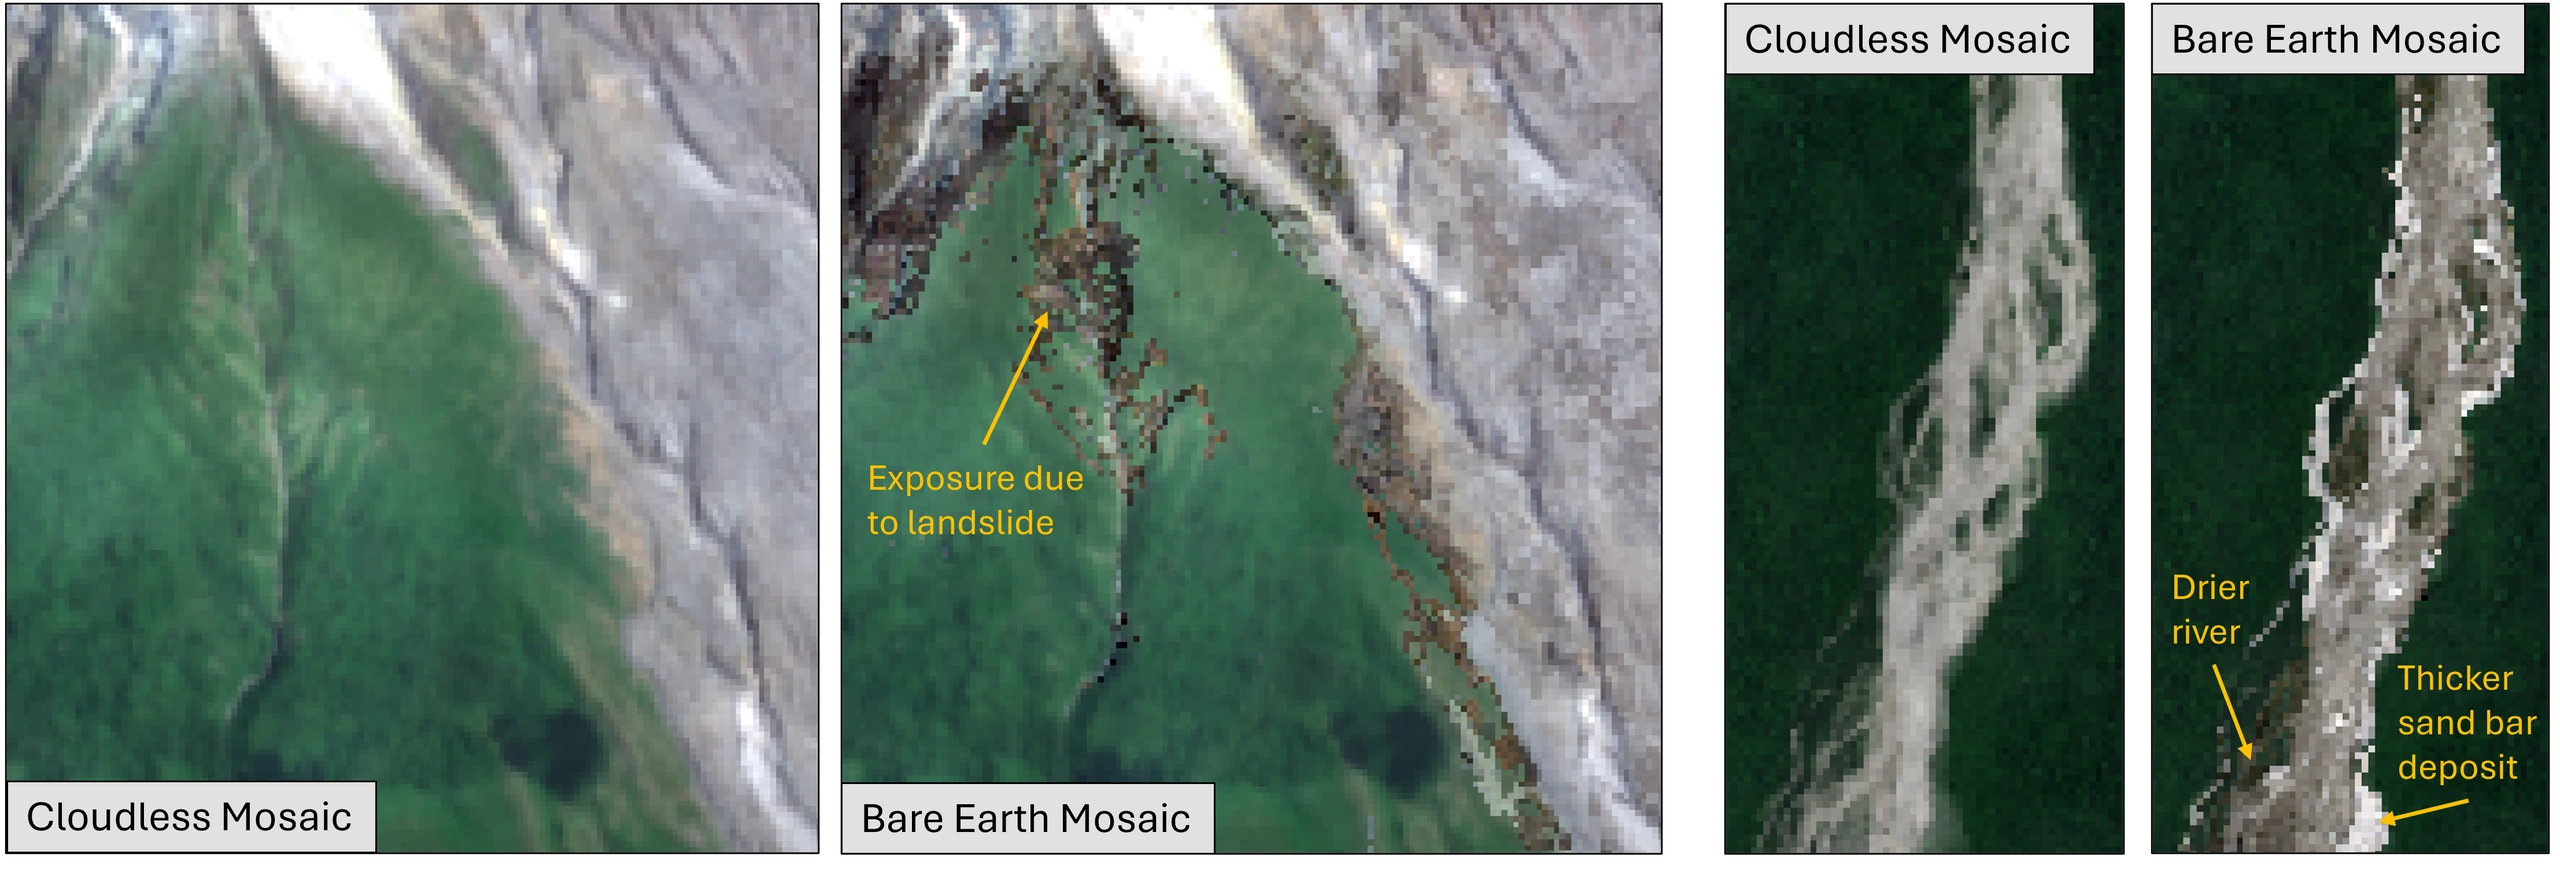 Cloudless Mosaic
Exposure due
to landslide
Bare Earth Mosaic
Cloudless Mosaic
Bare Earth Mosaic
Drier
river
Thicker
sand bar
deposit